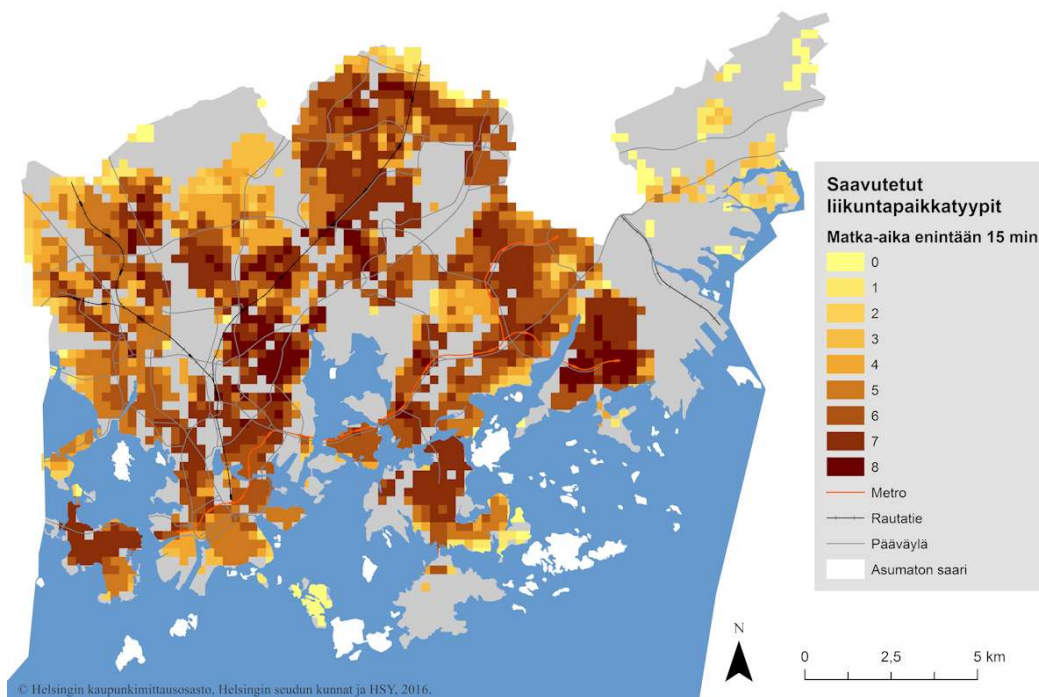 Saavutetut
liikuntapaikkatyypit
Matka-aika enintään 15 min
0
1
2
3
4
5
6
7
8
Metro
Rautatie
Pääväylä
Asumaton saari
N
0 2,5 5 km
© Helsingin kaupunkimittausosasto, Helsingin seudun kunnat ja HSY, 2016.